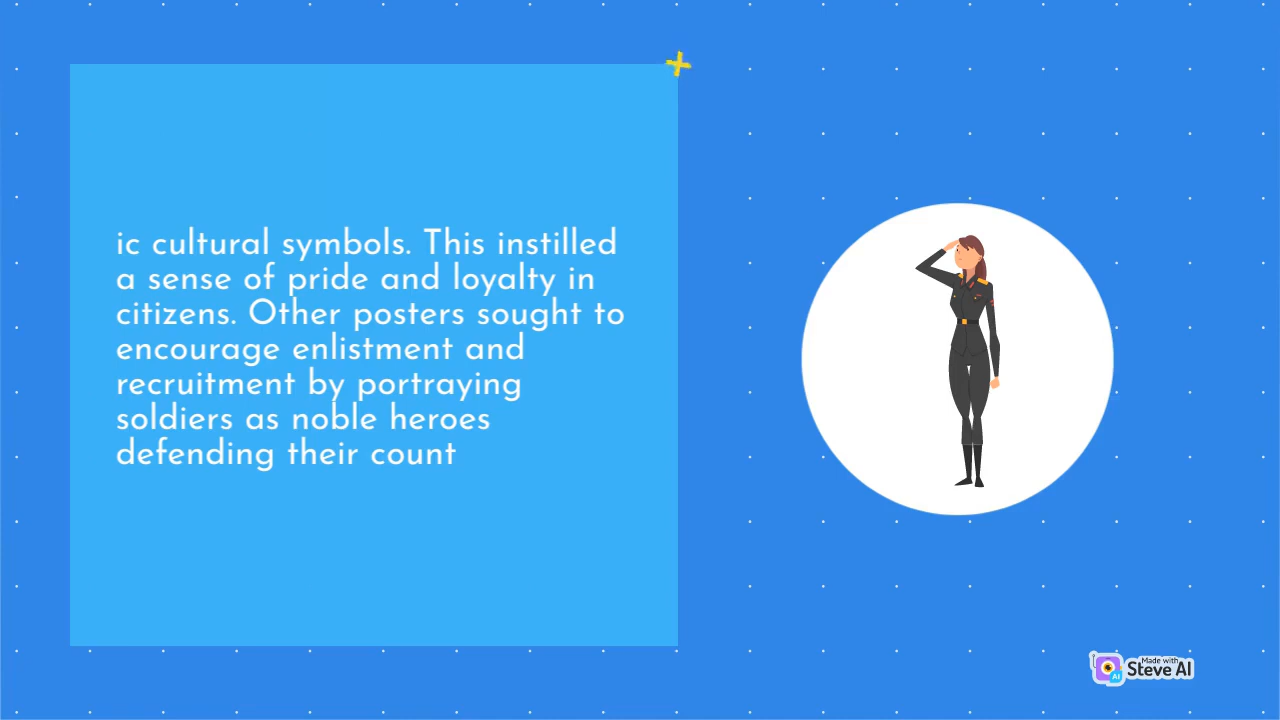 ic cultural symbols. This instilled
a sense of pride and loyalty in
citizens. Other posters sought to
encourage enlistment and
recruitment by portraying
soldiers as noble heroes
defending their count
Made with
Steve AI
AI